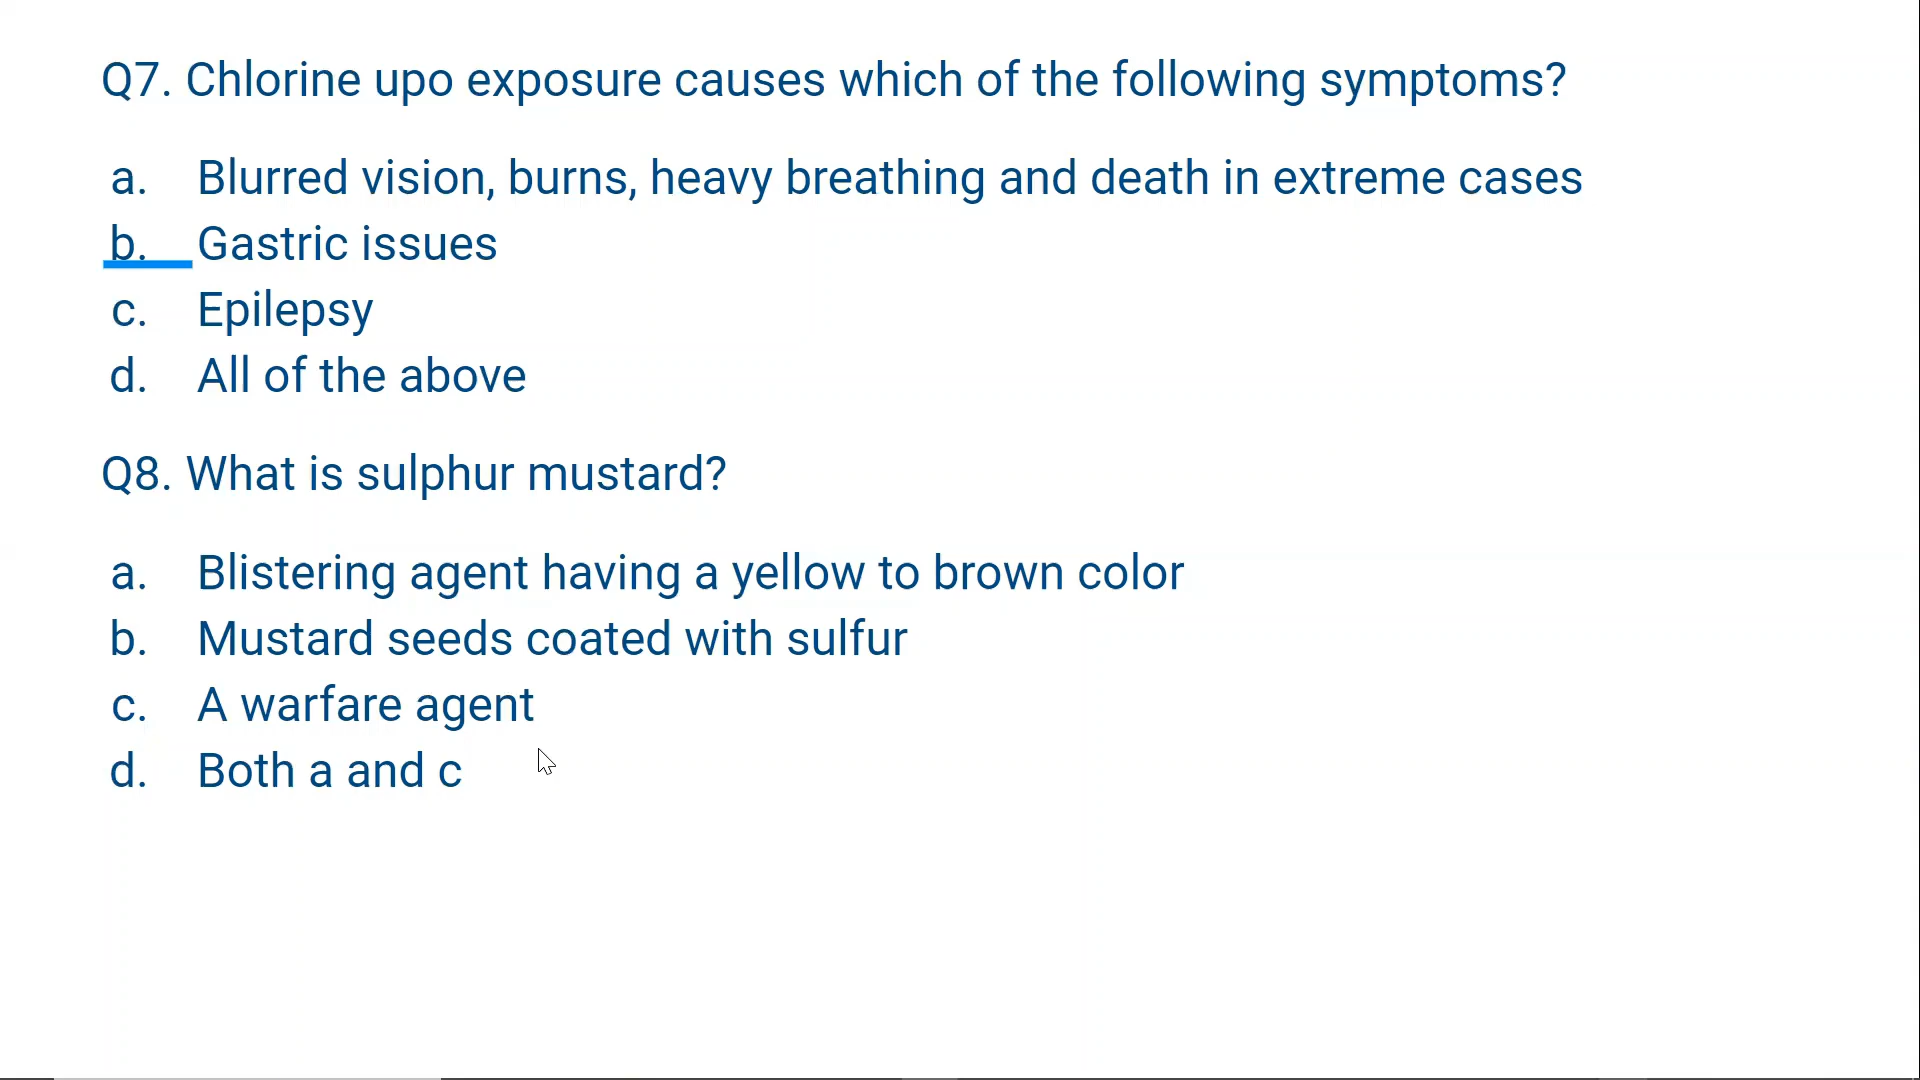 Q7. Chlorine upo exposure causes which of the following symptoms?
a. Blurred vision, burns, heavy breathing and death in extreme cases
b. Gastric issues
c. Epilepsy
d. All of the above
Q8. What is sulphur mustard?
a. Blistering agent having a yellow to brown color
b. Mustard seeds coated with sulfur
c. A warfare agent
d. Both a and c